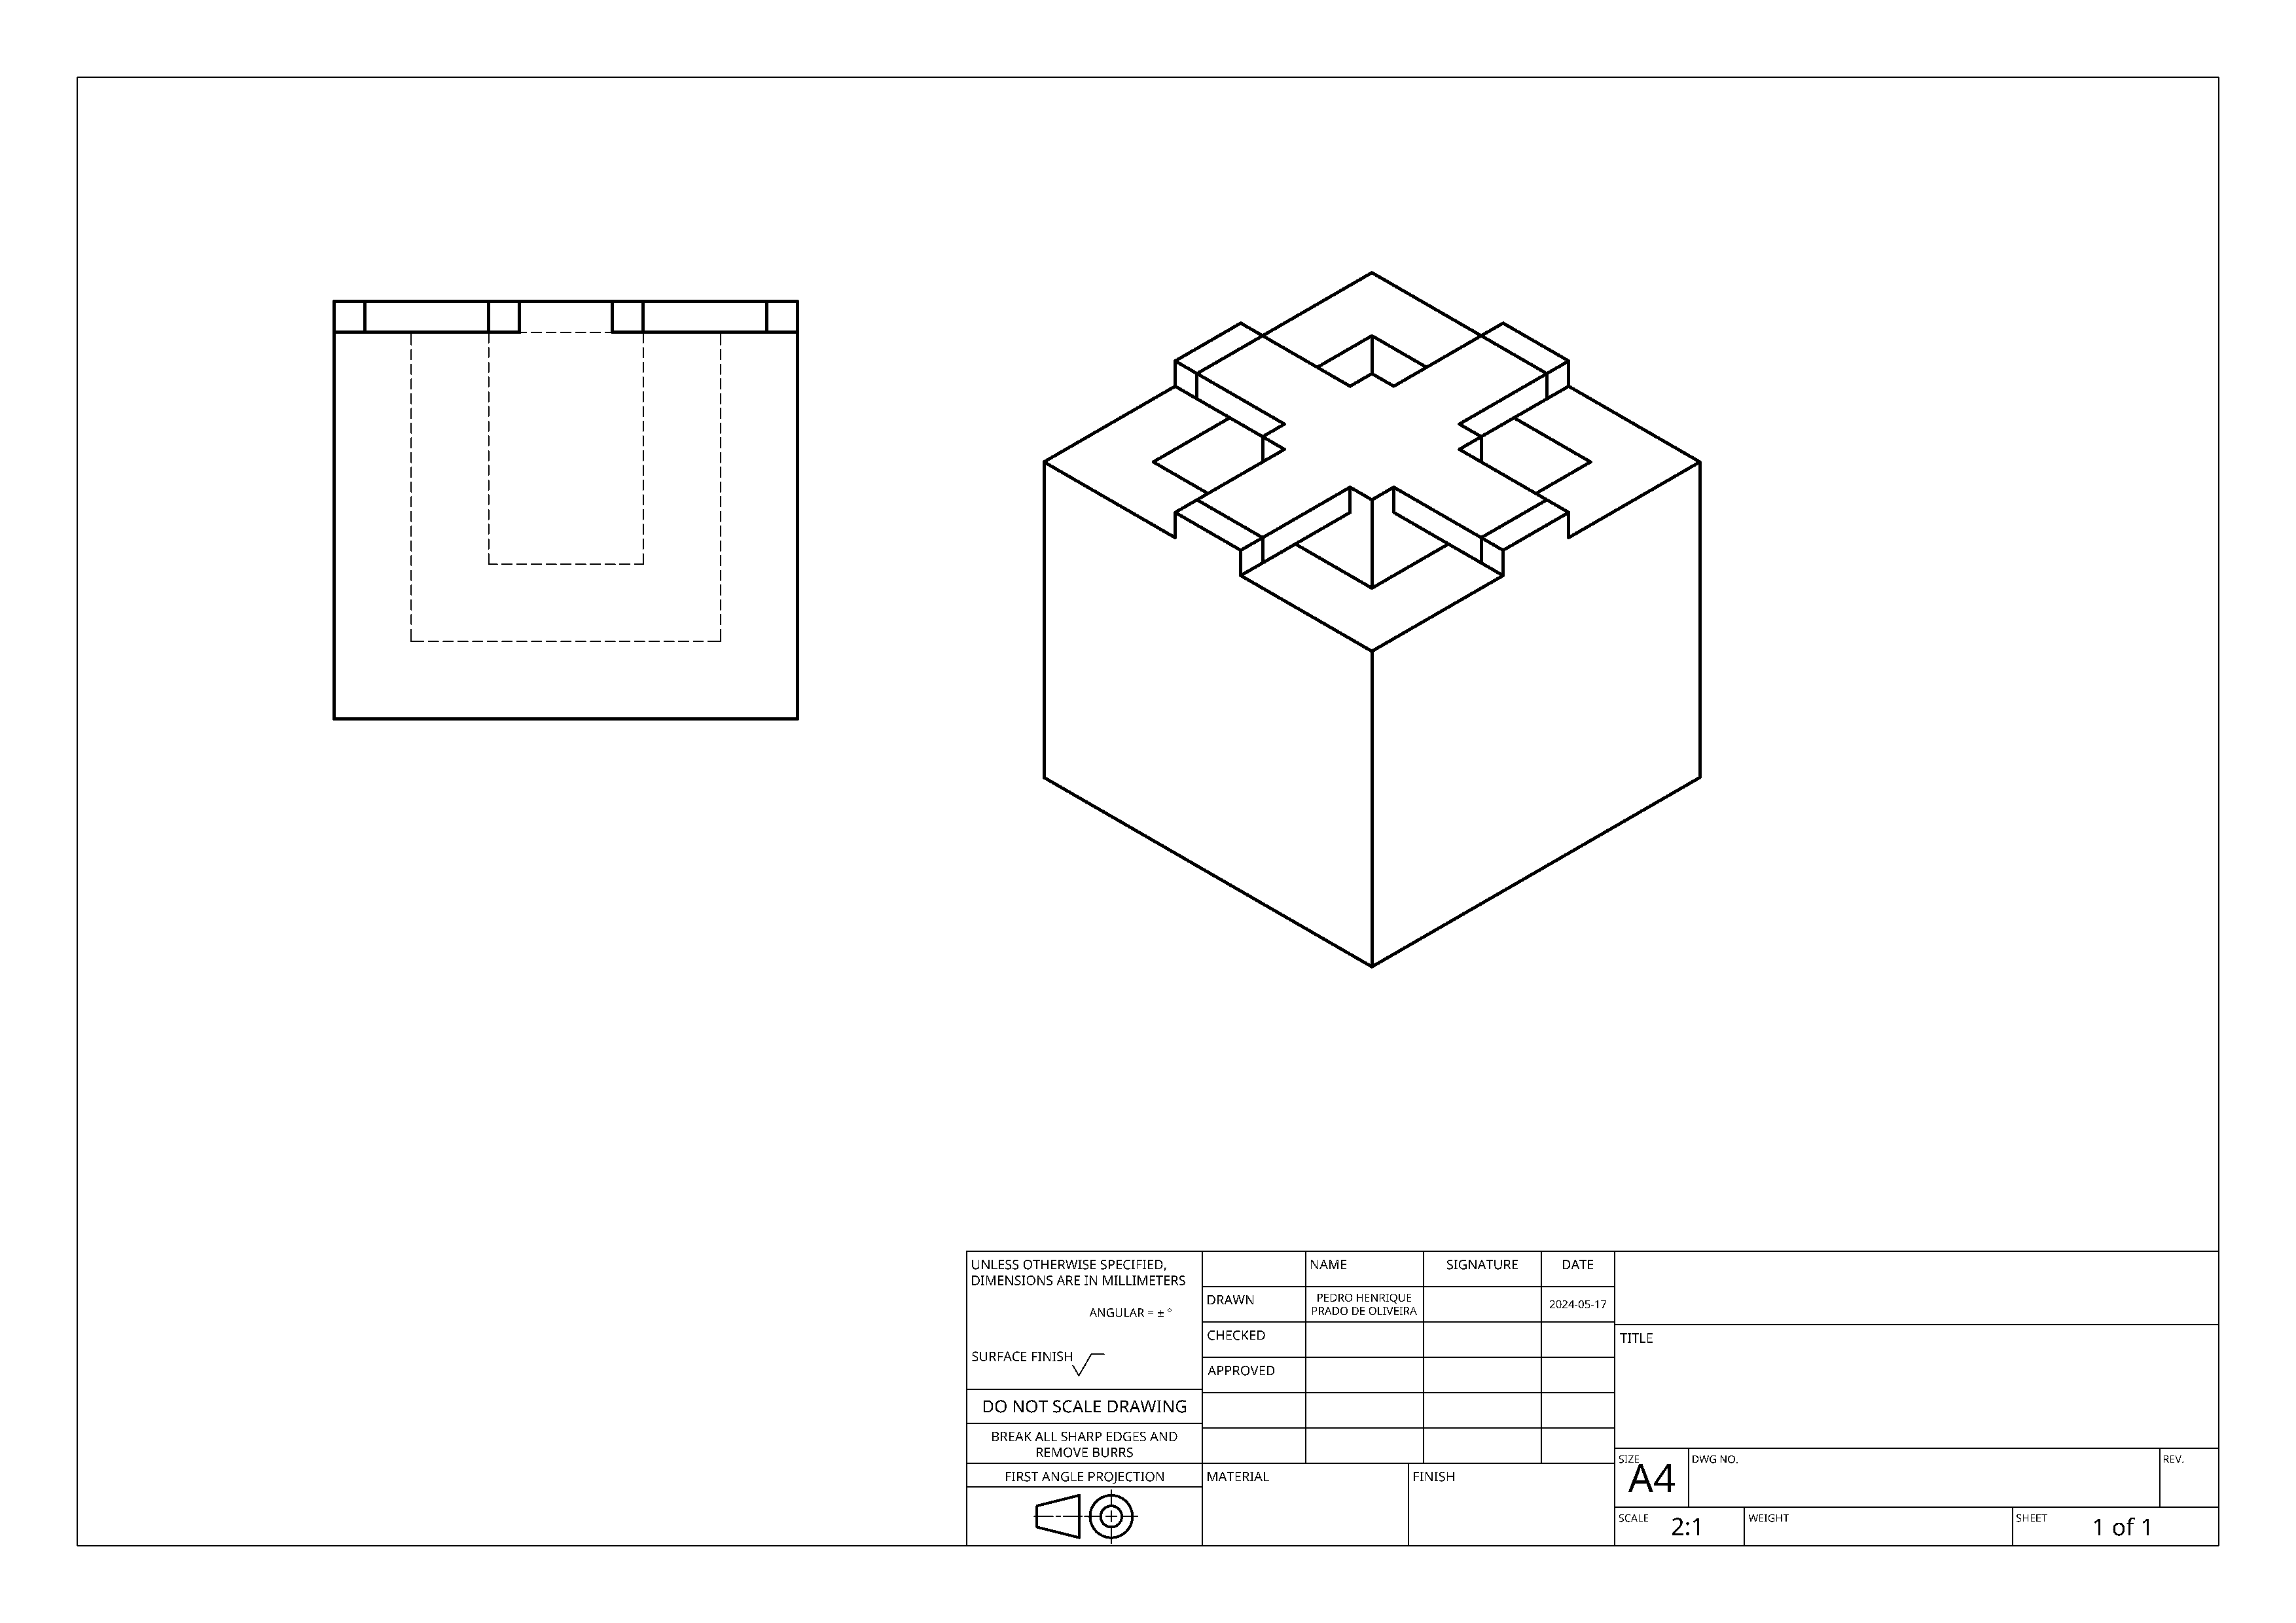 UNLESS OTHERWISE SPECIFIED,
DIMENSIONS ARE IN MILLIMETERS
ANGULAR = ± °
SURFACE FINISH
DO NOT SCALE DRAWING
BREAK ALL SHARP EDGES AND
REMOVE BURRS
FIRST ANGLE PROJECTION
NAME
SIGNATURE
DATE
DRAWN
PEDRO HENRIQUE
PRADO DE OLIVEIRA
2024-05-17
CHECKED
APPROVED
MATERIAL
FINISH
TITLE
SIZE
A4
DWG NO.
REV.
SCALE
2:1
WEIGHT
SHEET
1 of 1